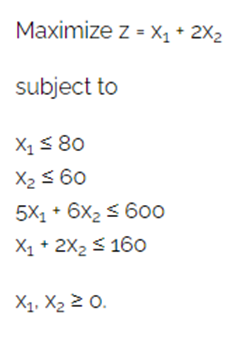 Maximize z = x₁ + 2x₂
subject to
x₁ ≤ 80
x₂ ≤ 60
5x₁ + 6x₂ ≤ 600
x₁ + 2x₂ ≤ 160
x₁, x₂ ≥ 0.